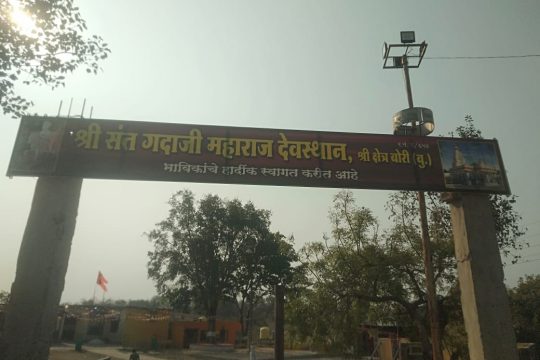 श्री संत गदाजी महाराज देवस्थान, श्री क्षेत्र बोरी (तु.)
भाविकांचे हार्दीक स्वागत करीत आहे